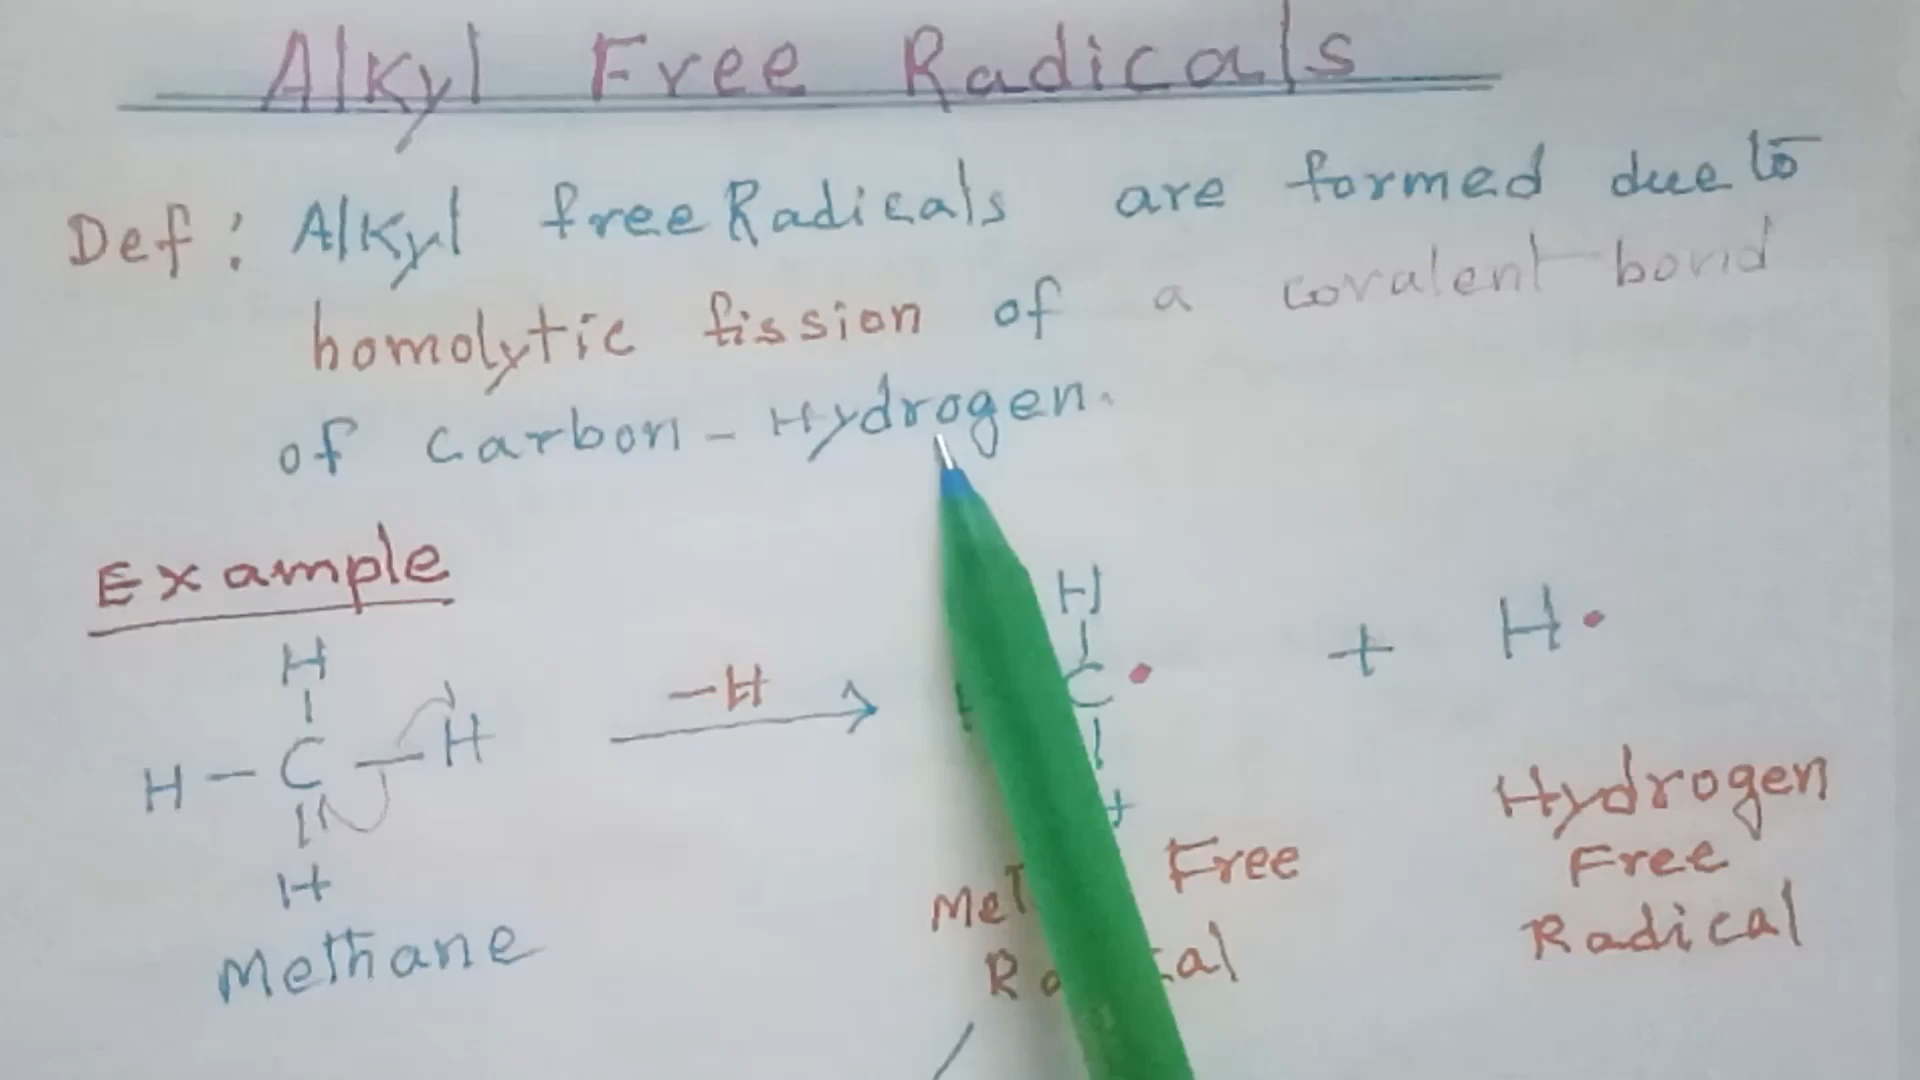 Alkyl Free Radicals
Def: Alkyl free Radicals are formed due to
homolytic fission of a covalent bond
of carbon - Hydrogen.
Example
H
H
H - C - H
-H
C • + H •
H
Methane
Free
Radical
Hydrogen
Free
Radical